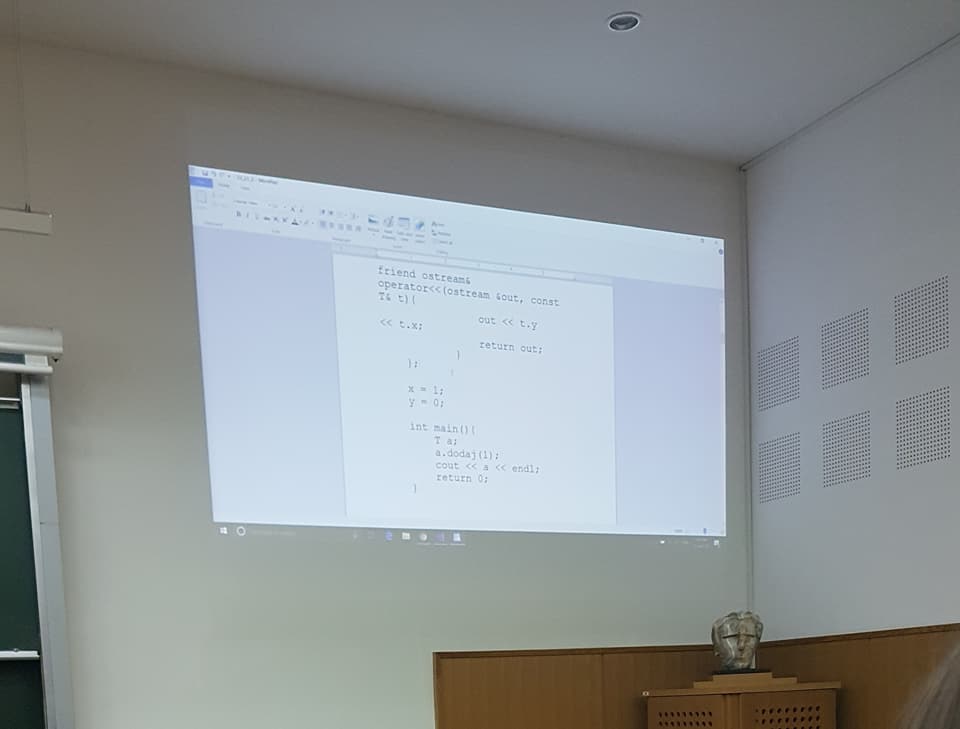 WordPad
friend ostream&
operator<<(ostream &out, const
T& t){
out << t.y
<< t.x;
return out;
}
};
x = 1;
y = 0;
int main(){
T a;
a.dodaj(1);
cout << a << endl;
return 0;
}